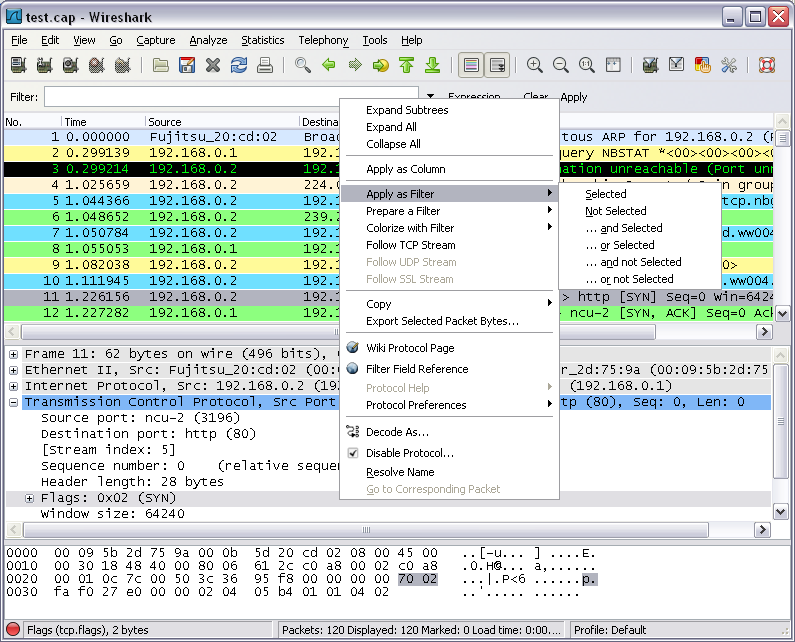 test.cap - Wireshark
File Edit View Go Capture Analyze Statistics Telephony Tools Help
Filter: Expression... Clear Apply
No. Time Source Destina
1 0.000000 Fujitsu_20:cd:02 Broa tous ARP for 192.168.0.2 (R
2 0.299139 192.168.0.1 192.1 query NBSTAT *<00><00><00><0
3 0.299214 192.168.0.2 192.1 nation unreachable (Port unr
4 1.025659 192.168.0.2 224.0 group
5 1.044366 192.168.0.2 192.1 tcp.nbg
6 1.048652 192.168.0.2 239.2
7 1.050784 192.168.0.2 192.1 d.ww004.
8 1.055053 192.168.0.1 192.1
9 1.082038 192.168.0.2 192.1 0>
10 1.111945 192.168.0.2 192.1 .ww004.
11 1.226156 192.168.0.2 192.1 > http [SYN] Seq=0 Win=6424
12 1.227282 192.168.0.1 192.1 ncu-2 [SYN, ACK] Seq=0 Ac
Expand Subtrees
Expand All
Collapse All
Apply as Column
Apply as Filter
Prepare a Filter
Colorize with Filter
Follow TCP Stream
Follow UDP Stream
Follow SSL Stream
Copy
Export Selected Packet Bytes...
Wiki Protocol Page
Filter Field Reference
Protocol Help
Protocol Preferences
Decode As...
Disable Protocol...
Resolve Name
Go to Corresponding Packet
Selected
Not Selected
... and Selected
... or Selected
... and not Selected
... or not Selected
Frame 11: 62 bytes on wire (496 bits),
Ethernet II, Src: Fujitsu_20:cd:02 (00: r_2d:75:9a (00:09:5b:2d:75
Internet Protocol, Src: 192.168.0.2 (192 (192.168.0.1)
Transmission Control Protocol, Src Port tp (80), Seq: 0, Len: 0
Source port: ncu-2 (3196)
Destination port: http (80)
[Stream index: 5]
Sequence number: 0 (relative seque
Header length: 28 bytes
Flags: 0x02 (SYN)
Window size: 64240
0000 00 09 5b 2d 75 9a 00 0b 5d 20 cd 02 08 00 45 00 ..[-u... ] ....E.
0010 00 30 18 48 40 00 80 06 61 2c c0 a8 00 02 c0 a8 .0.H@... a,......
0020 00 01 0c 7c 00 50 3c 36 95 f8 00 00 00 00 70 02 ...|.P<6 ......p.
0030 fa f0 27 e0 00 00 02 04 05 b4 01 01 04 02 ..'..... ......
Flags (tcp.flags), 2 bytes Packets: 120 Displayed: 120 Marked: 0 Load time: 0:00.... Profile: Default